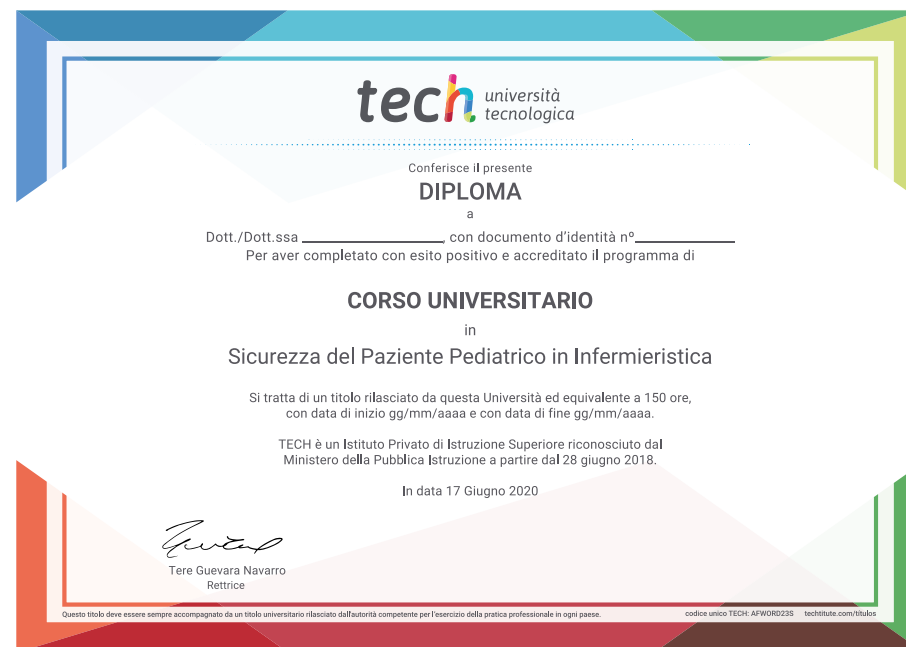 tech università
tecnologica
Conferisce il presente
DIPLOMA
a
Dott./Dott.ssa ____________________, con documento d'identità nº______________
Per aver completato con esito positivo e accreditato il programma di
CORSO UNIVERSITARIO
in
Sicurezza del Paziente Pediatrico in Infermieristica
Si tratta di un titolo rilasciato da questa Università ed equivalente a 150 ore,
con data di inizio gg/mm/aaaa e con data di fine gg/mm/aaaa.
TECH è un Istituto Privato di Istruzione Superiore riconosciuto dal
Ministero della Pubblica Istruzione a partire dal 28 giugno 2018.
In data 17 Giugno 2020
Tere Guevara Navarro
Rettrice
Questo titolo deve essere sempre accompagnato da un titolo universitario rilasciato dall'autorità competente per l'esercizio della pratica professionale in ogni paese.
codice unico TECH: AFWORD23S techtitute.com/titulos